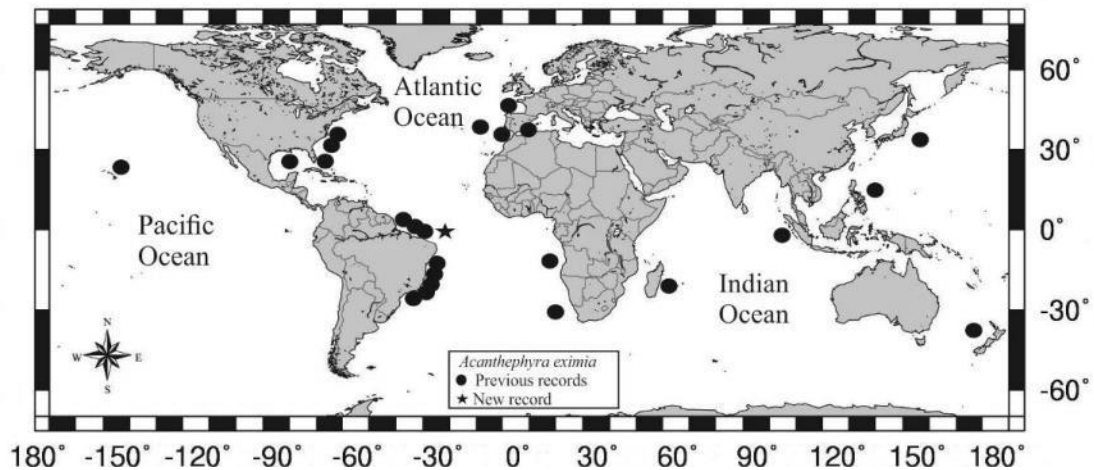 Atlantic
Ocean
Pacific
Ocean
Indian
Ocean
N
W E
S
Acanthephyra eximia
Previous records
New record
60°
30°
0°
-30°
-60°
180° -150° -120° -90° -60° -30° 0° 30° 60° 90° 120° 150° 180°